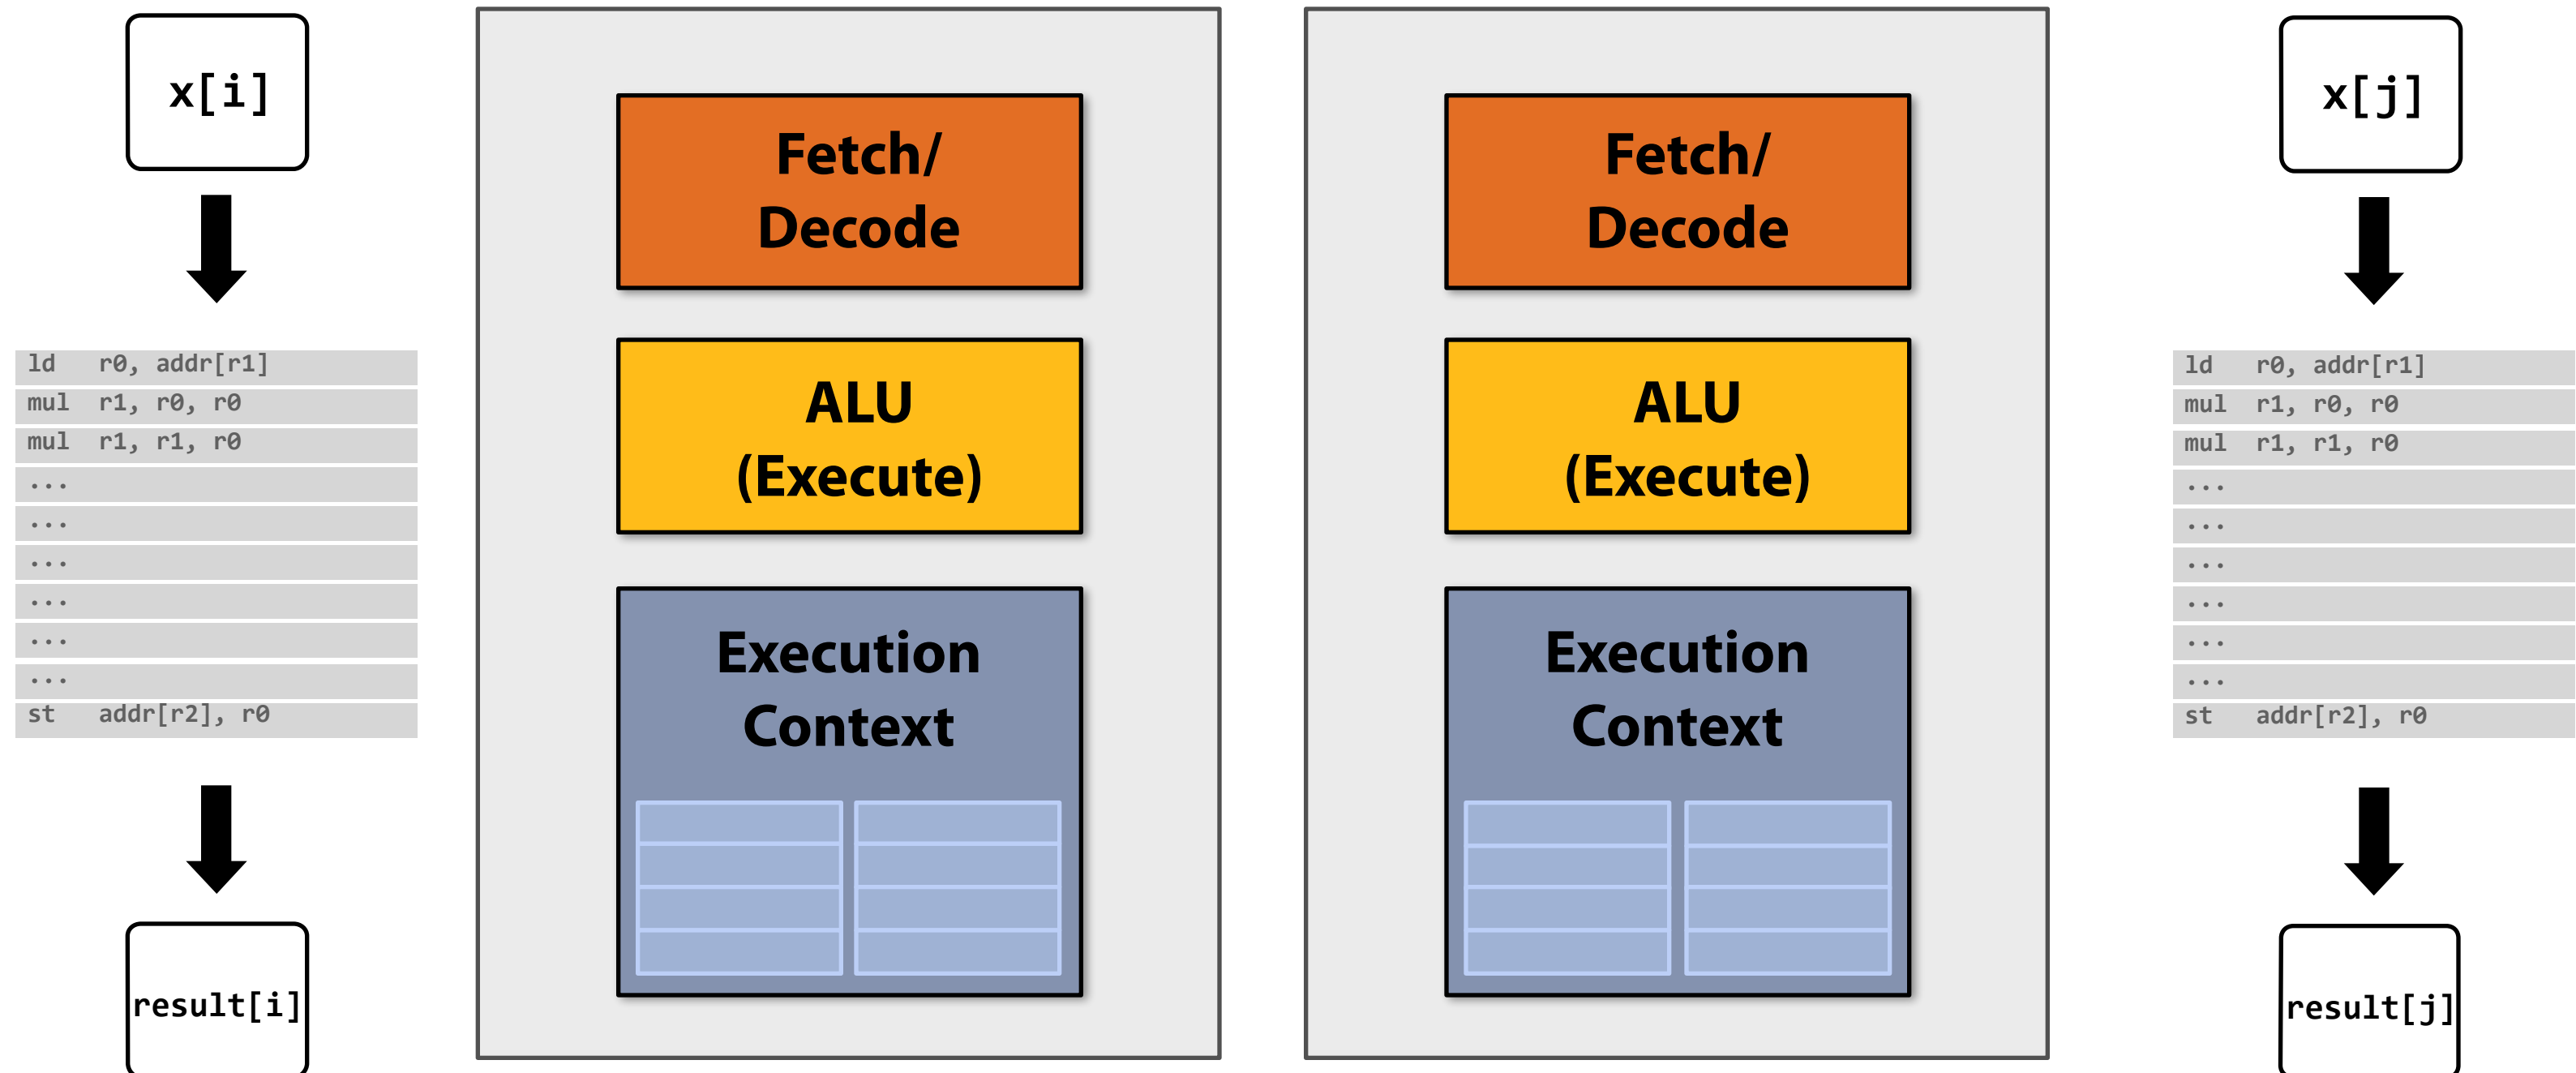 x[i]
ld r0, addr[r1]
mul r1, r0, r0
mul r1, r1, r0
...
...
...
...
...
...
st addr[r2], r0
result[i]
Fetch/
Decode
ALU
(Execute)
Execution
Context
Fetch/
Decode
ALU
(Execute)
Execution
Context
x[j]
ld r0, addr[r1]
mul r1, r0, r0
mul r1, r1, r0
...
...
...
...
...
...
st addr[r2], r0
result[j]